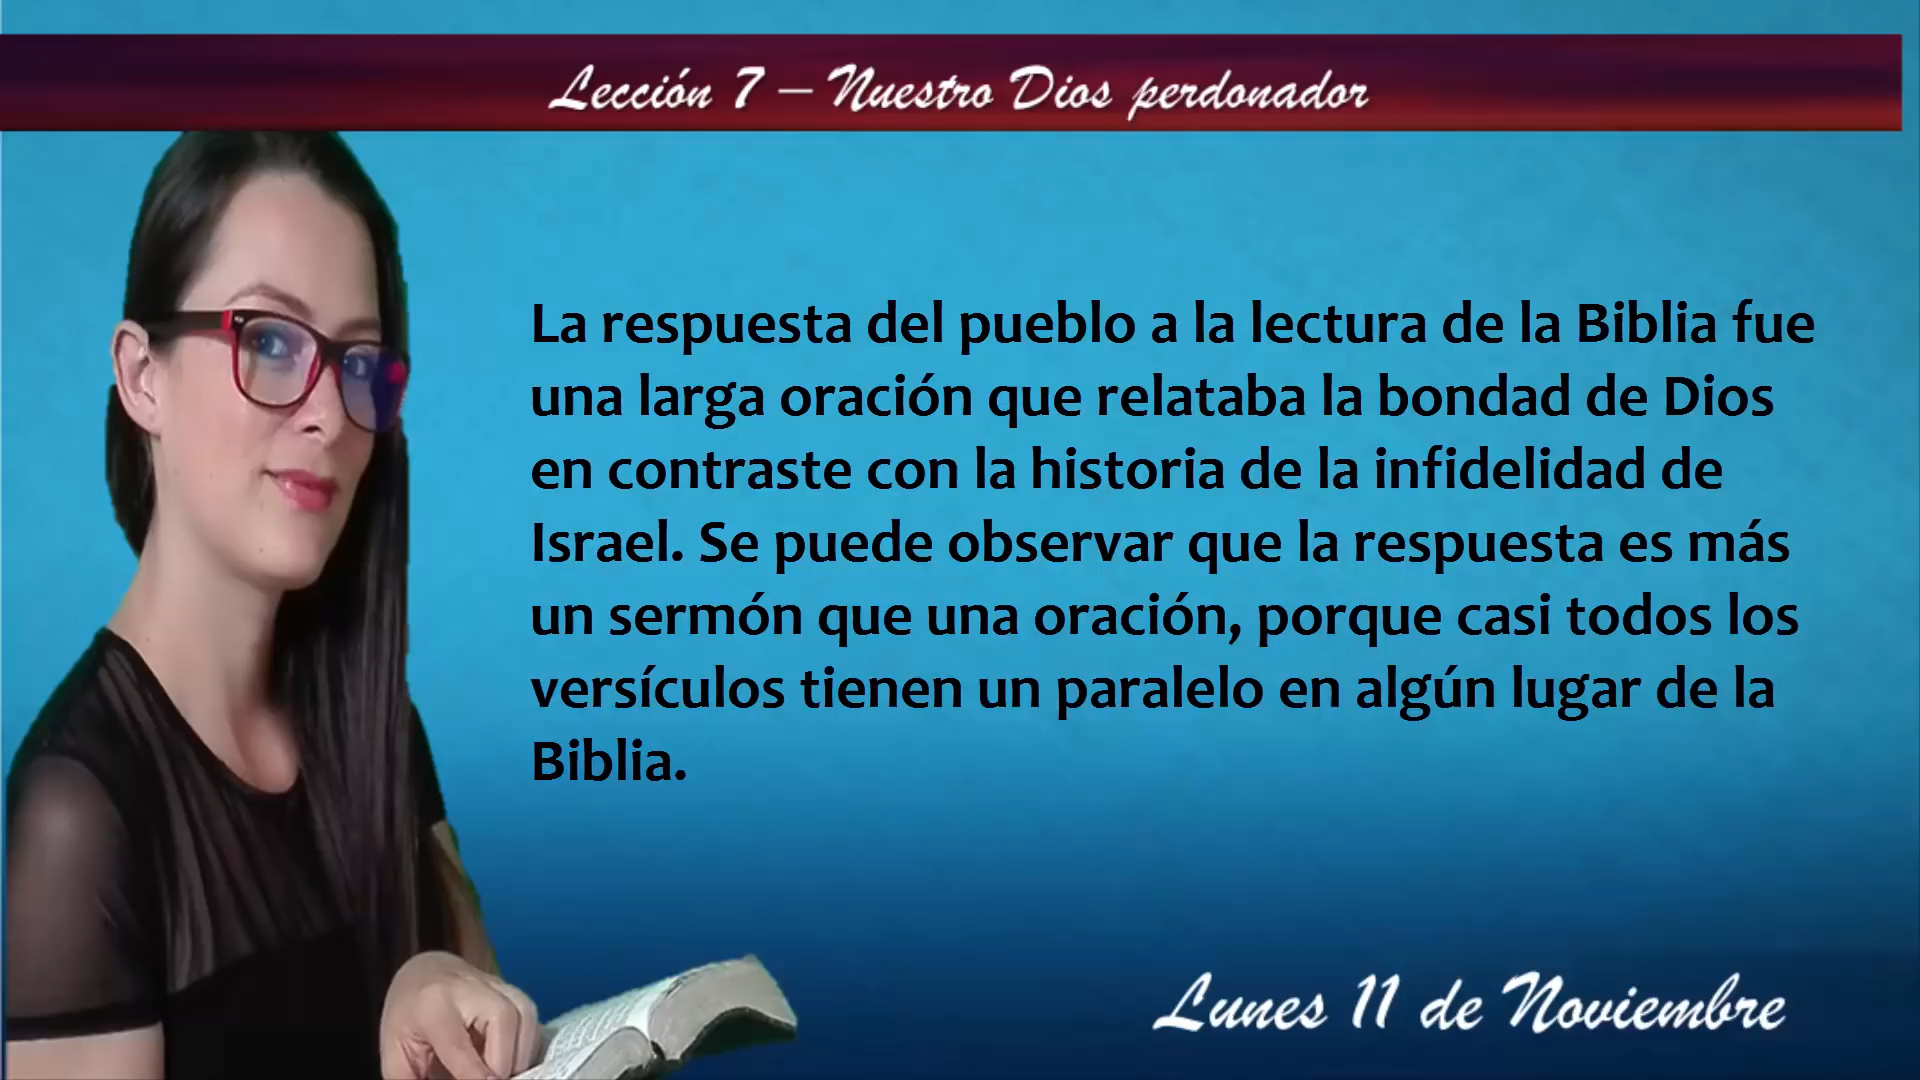 Lección 7 – Nuestro Dios perdonador
La respuesta del pueblo a la lectura de la Biblia fue
una larga oración que relataba la bondad de Dios
en contraste con la historia de la infidelidad de
Israel. Se puede observar que la respuesta es más
un sermón que una oración, porque casi todos los
versículos tienen un paralelo en algún lugar de la
Biblia.
Lunes 11 de Noviembre